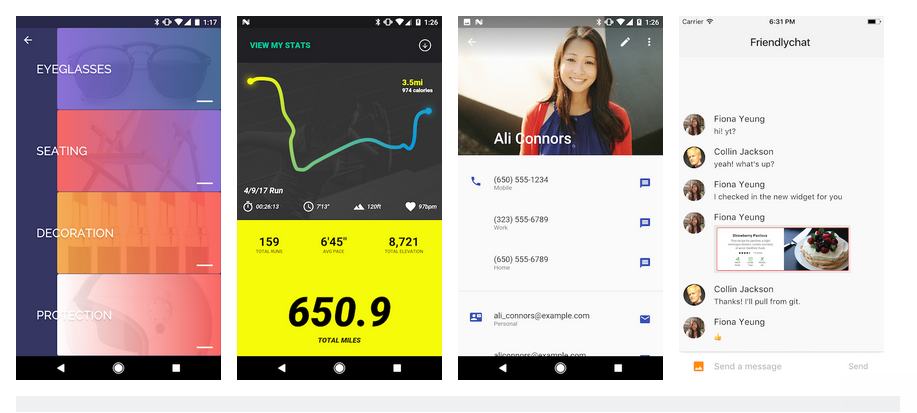 1:17
EYEGLASSES
SEATING
DECORATION
PROTECTION
1:26
VIEW MY STATS
3.5mi
974 calories
4/9/17 Run
00:26:13
7'13"
120ft
97bpm
159
6'45"
8,721
TOTAL RUNS
AVG PACE
TOTAL ELEVATION
650.9
TOTAL MILES
1:26
Ali Connors
(650) 555-1234
Mobile
(323) 555-6789
Work
(650) 555-6789
Home
ali_connors@example.com
Personal
aliconnors@example.com
Carrier
6:31 PM
Friendlychat
Fiona Yeung
hi! yt?
Collin Jackson
yeah! what's up?
Fiona Yeung
I checked in the new widget for you
Fiona Yeung
Strawberry Pavlova
Collin Jackson
Thanks! I'll pull from git.
Fiona Yeung
👍
Send a message
Send